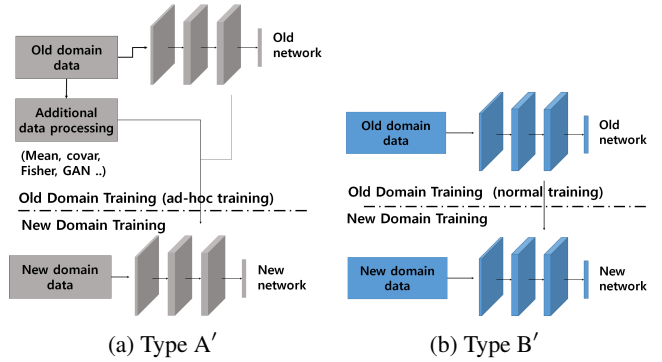 Old domain
data
Old
network
Additional
data processing
(Mean, covar,
Fisher, GAN ..)
Old Domain Training (ad-hoc training)
New Domain Training
New domain
data
New
network
(a) Type A′
Old domain
data
Old
network
Old Domain Training (normal training)
New Domain Training
New domain
data
New
network
(b) Type B′